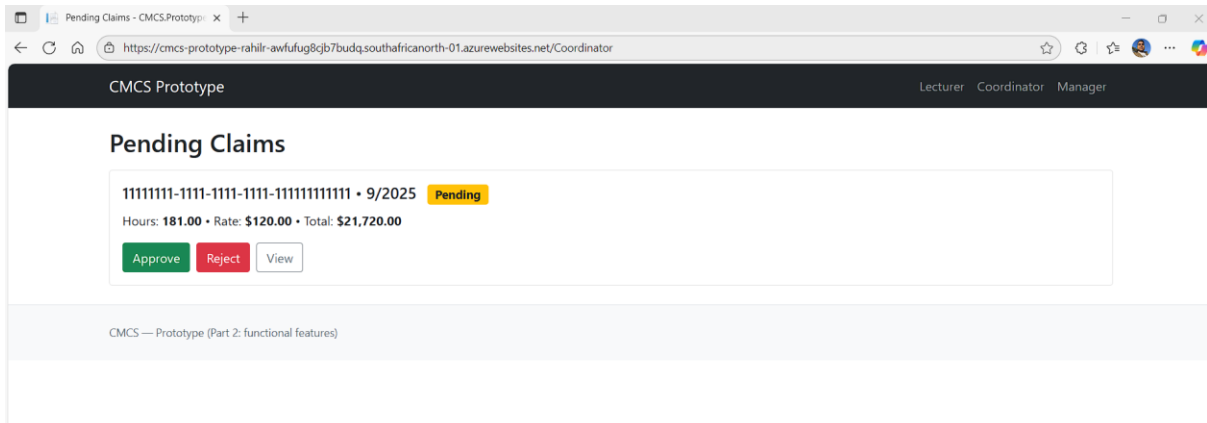 Pending Claims - CMCS.Prototyp
https://cmcs-prototype-rahilr-awfufug8cjb7budq.southafricanorth-01.azurewebsites.net/Coordinator
CMCS Prototype Lecturer Coordinator Manager
Pending Claims
11111111-1111-1111-1111-111111111111 • 9/2025 Pending
Hours: 181.00 • Rate: $120.00 • Total: $21,720.00
Approve Reject View
CMCS — Prototype (Part 2: functional features)